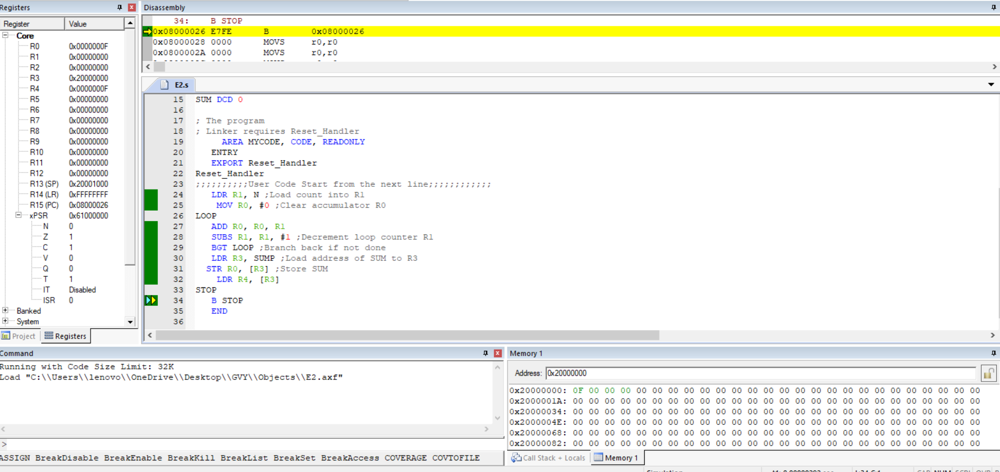 Registers
Register Value
Core
R0 0x0000000F
R1 0x00000000
R2 0x00000000
R3 0x20000000
R4 0x0000000F
R5 0x00000000
R6 0x00000000
R7 0x00000000
R8 0x00000000
R9 0x00000000
R10 0x00000000
R11 0x00000000
R12 0x00000000
R13 (SP) 0x20001000
R14 (LR) 0xFFFFFFFF
R15 (PC) 0x08000026
xPSR 0x61000000
N 0
Z 1
C 1
V 0
Q 0
T 1
IT Disabled
ISR 0
Banked
System
Project Registers
Disassembly
34: B STOP
0x08000026 E7FE B 0x08000026
0x08000028 0000 MOVS r0,r0
0x0800002A 0000 MOVS r0,r0
E2.s
15 SUM DCD 0
16
17 ; The program
18 ; Linker requires Reset_Handler
19 AREA MYCODE, CODE, READONLY
20 ENTRY
21 EXPORT Reset_Handler
22 Reset_Handler
23 ;;;;;;;;;;User Code Start from the next line;;;;;;;;;;;;
24 LDR R1, N ;Load count into R1
25 MOV R0, #0 ;Clear accumulator R0
26 LOOP
27 ADD R0, R0, R1
28 SUBS R1, R1, #1 ;Decrement loop counter R1
29 BGT LOOP ;Branch back if not done
30 LDR R3, SUMP ;Load address of SUM to R3
31 STR R0, [R3] ;Store SUM
32 LDR R4, [R3]
33 STOP
34 B STOP
35 END
36
Command
Running with Code Size Limit: 32K
Load "C:\\Users\\lenovo\\OneDrive\\Desktop\\GVY\\Objects\\E2.axf"
>
ASSIGN BreakDisable BreakEnable BreakKill BreakList BreakSet BreakAccess COVERAGE COVTOFILE
Memory 1
Address: 0x20000000
0x20000000: 0F 00 00 00 00 00 00 00 00 00 00 00 00 00 00 00 00 00 00 00 00 00 00 00 00 00
0x2000001A: 00 00 00 00 00 00 00 00 00 00 00 00 00 00 00 00 00 00 00 00 00 00 00 00 00 00
0x20000034: 00 00 00 00 00 00 00 00 00 00 00 00 00 00 00 00 00 00 00 00 00 00 00 00 00 00
0x2000004E: 00 00 00 00 00 00 00 00 00 00 00 00 00 00 00 00 00 00 00 00 00 00 00 00 00 00
0x20000068: 00 00 00 00 00 00 00 00 00 00 00 00 00 00 00 00 00 00 00 00 00 00 00 00 00 00
0x20000082: 00 00 00 00 00 00 00 00 00 00 00 00 00 00 00 00 00 00 00 00 00 00 00 00 00 00
Call Stack + Locals Memory 1